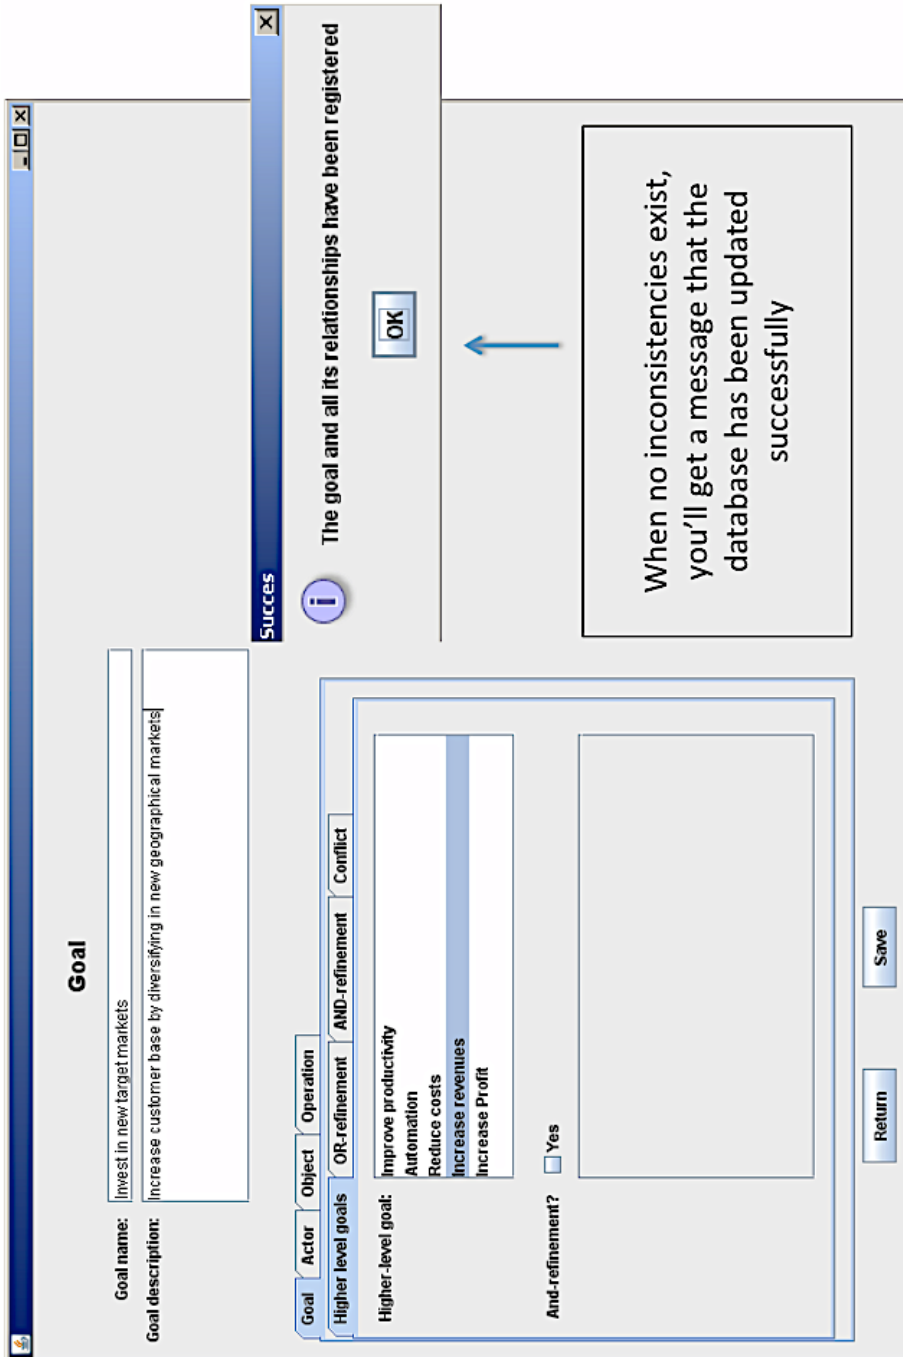 Goal
Goal name: Invest in new target markets
Goal description: Increase customer base by diversifying in new geographical markets
Goal Actor Object Operation
Higher level goals OR-refinement AND-refinement Conflict
Higher-level goal: Improve productivity
Automation
Reduce costs
Increase revenues
Increase Profit
And-refinement? Yes
Return Save
Succes
The goal and all its relationships have been registered
OK
When no inconsistencies exist,
you’ll get a message that the
database has been updated
successfully